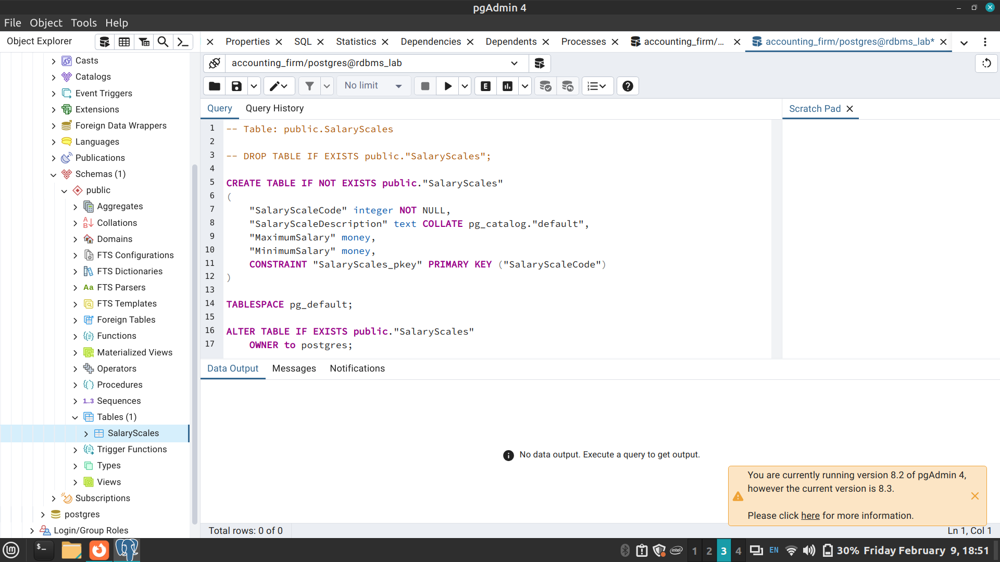 pgAdmin 4
File Object Tools Help
Object Explorer
Properties SQL Statistics Dependencies Dependents Processes accounting_firm/... accounting_firm/postgres@rdbms_lab*
accounting_firm/postgres@rdbms_lab
No limit
E
Query Query History
Scratch Pad
Casts
Catalogs
Event Triggers
Extensions
Foreign Data Wrappers
Languages
Publications
Schemas (1)
public
Aggregates
Collations
Domains
FTS Configurations
FTS Dictionaries
Aa FTS Parsers
FTS Templates
Foreign Tables
Functions
Materialized Views
Operators
Procedures
1..3 Sequences
Tables (1)
SalaryScales
Trigger Functions
Types
Views
Subscriptions
postgres
Login/Group Roles
1 -- Table: public.SalaryScales
2
3 -- DROP TABLE IF EXISTS public."SalaryScales";
4
5 CREATE TABLE IF NOT EXISTS public."SalaryScales"
6 (
7 "SalaryScaleCode" integer NOT NULL,
8 "SalaryScaleDescription" text COLLATE pg_catalog."default",
9 "MaximumSalary" money,
10 "MinimumSalary" money,
11 CONSTRAINT "SalaryScales_pkey" PRIMARY KEY ("SalaryScaleCode")
12 )
13
14 TABLESPACE pg_default;
15
16 ALTER TABLE IF EXISTS public."SalaryScales"
17 OWNER to postgres;
Data Output Messages Notifications
No data output. Execute a query to get output.
You are currently running version 8.2 of pgAdmin 4,
however the current version is 8.3.
Please click here for more information.
Total rows: 0 of 0
Ln 1, Col 1
intel 1 2 3 4 EN 30% Friday February 9, 18:51